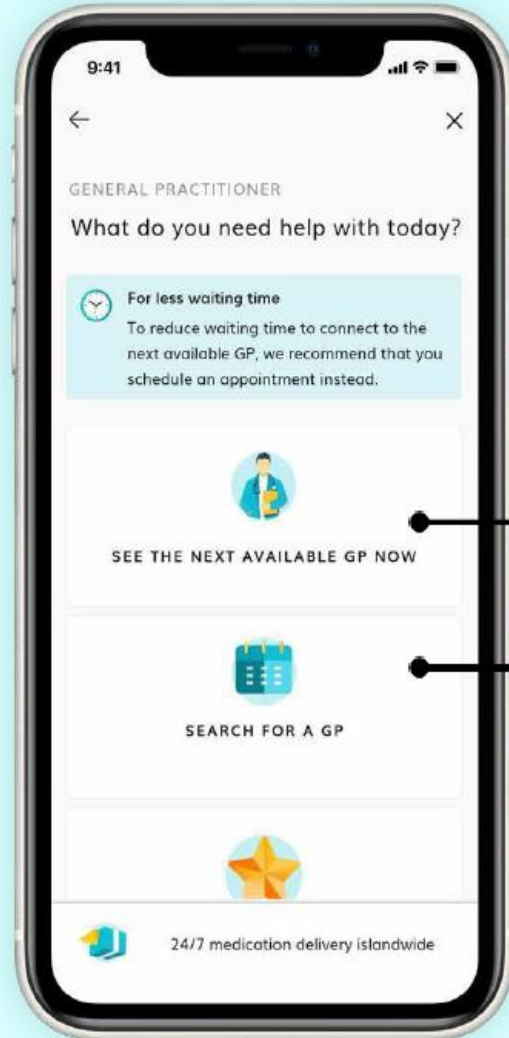 9:41
GENERAL PRACTITIONER
What do you need help with today?
For less waiting time
To reduce waiting time to connect to the
next available GP, we recommend that you
schedule an appointment instead.
SEE THE NEXT AVAILABLE GP NOW
SEARCH FOR A GP
24/7 medication delivery islandwide